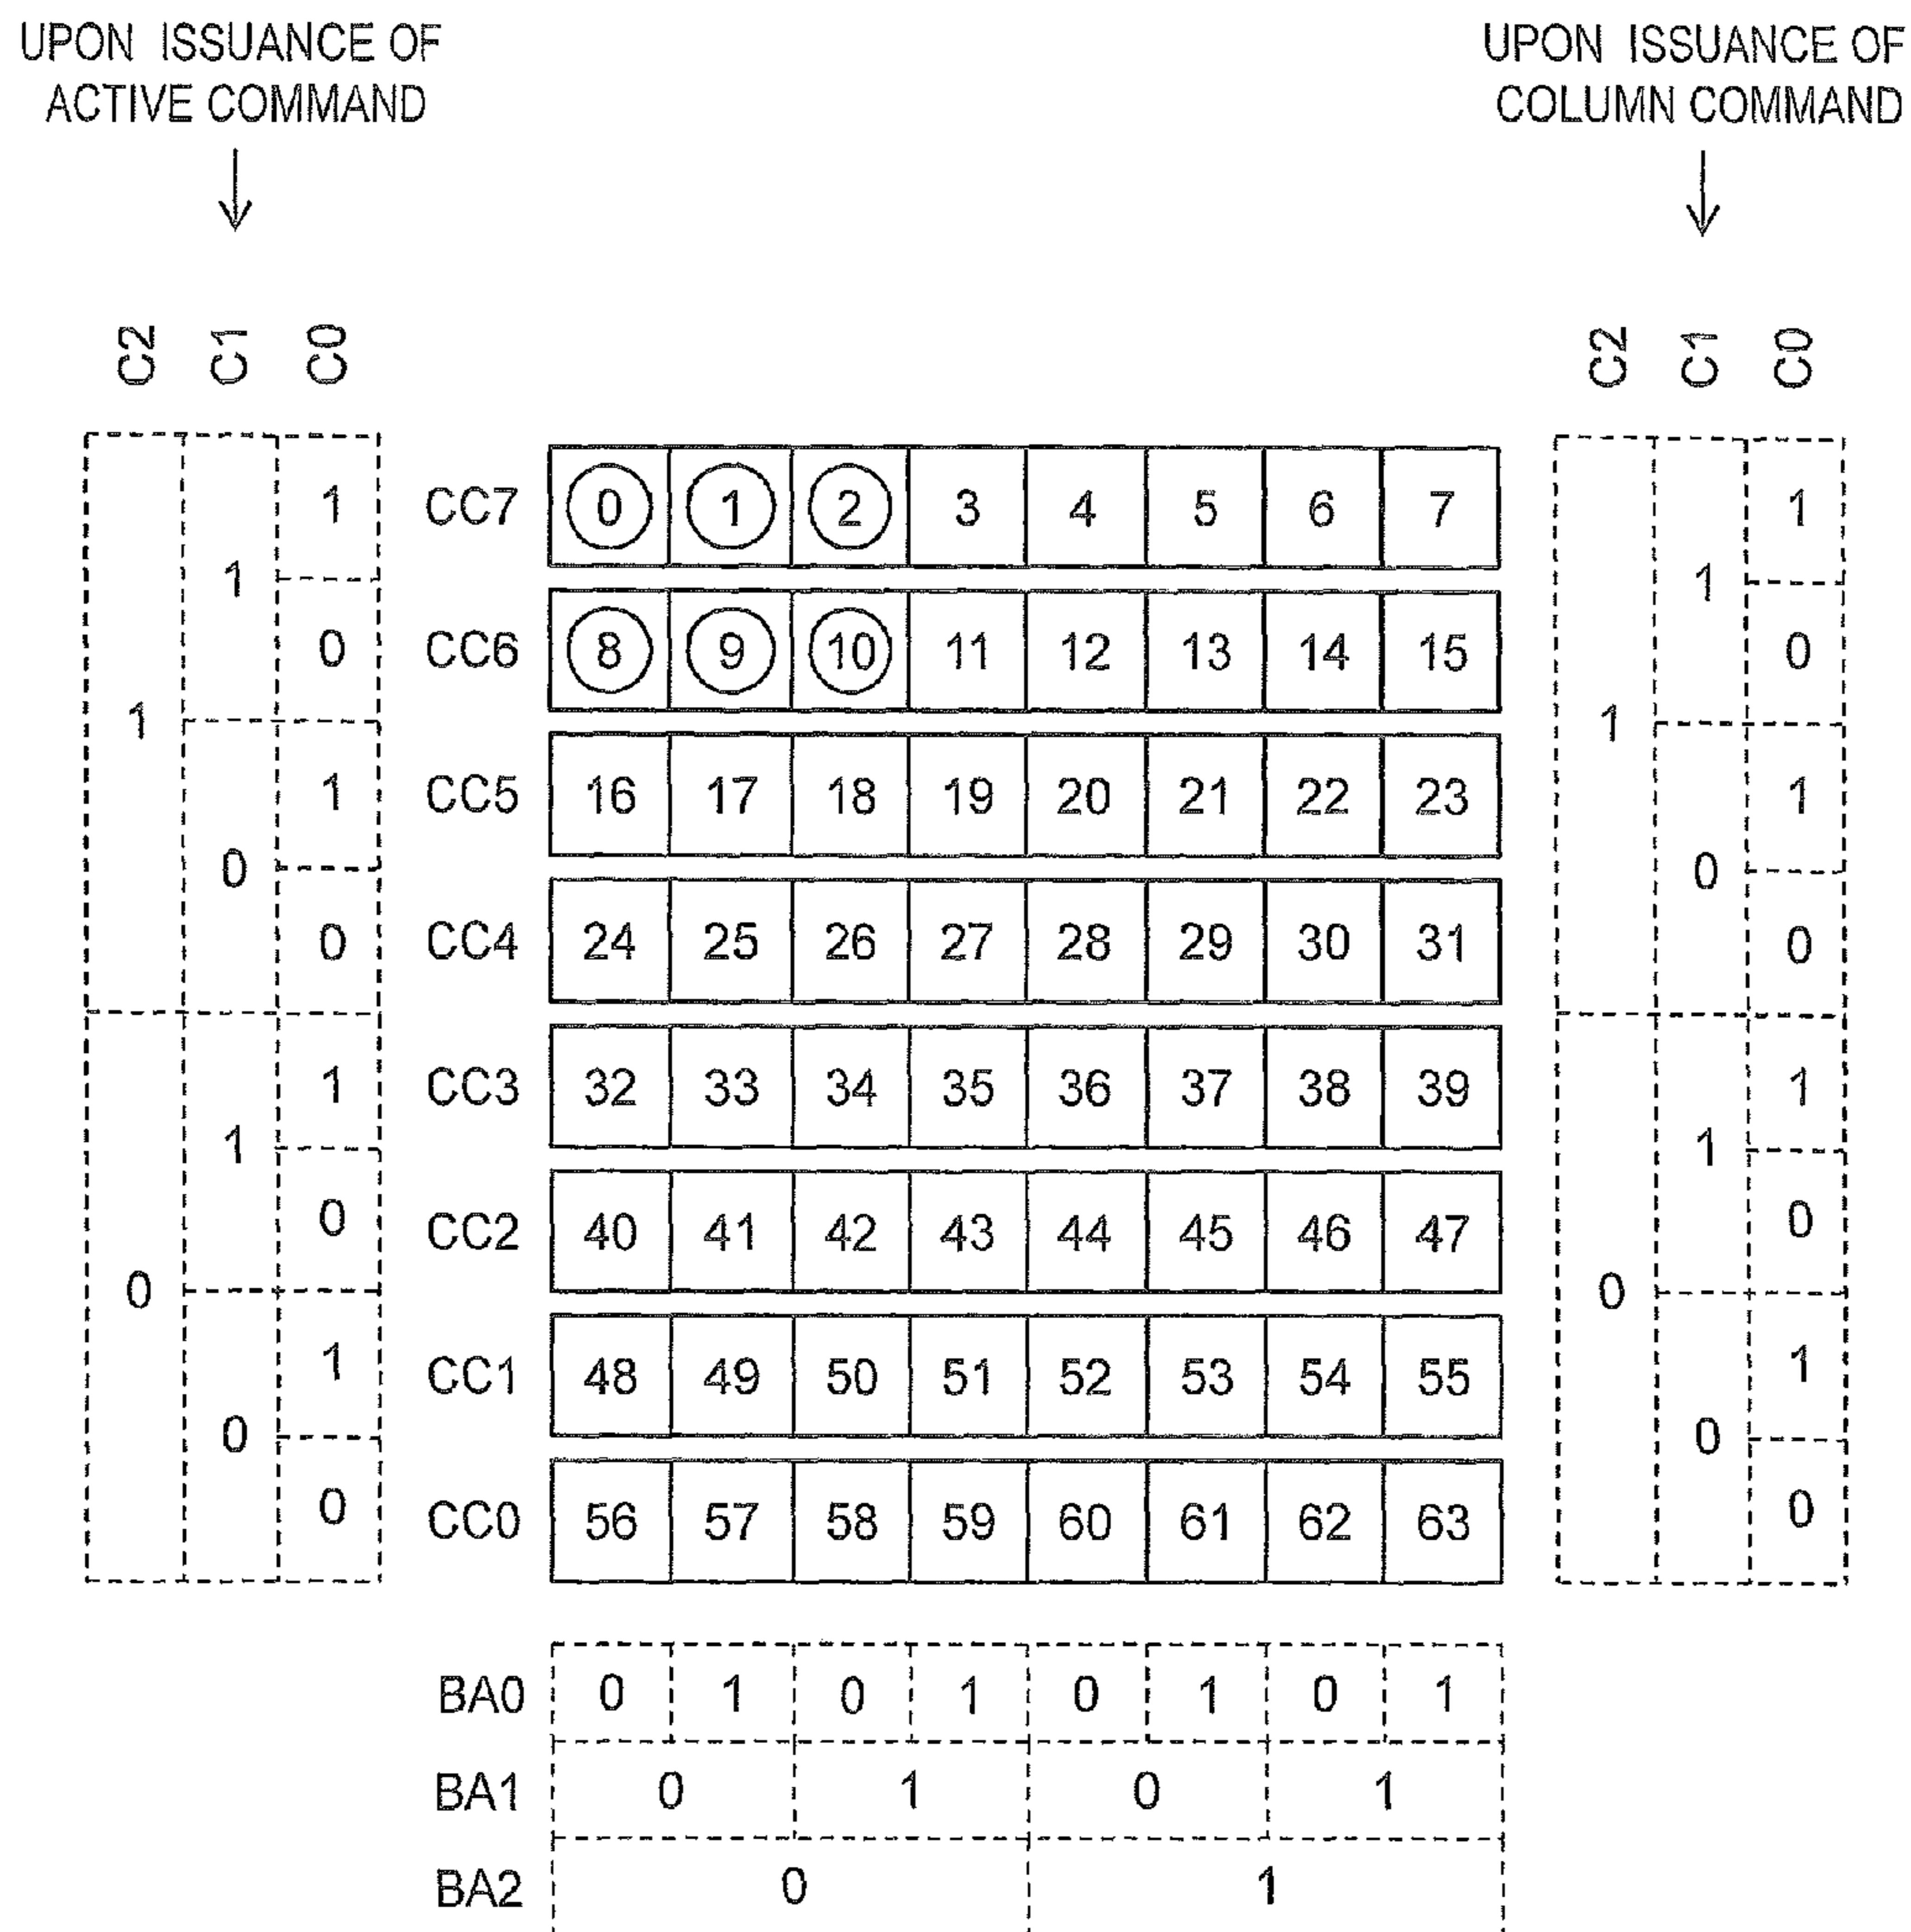 UPON ISSUANCE OF
ACTIVE COMMAND
UPON ISSUANCE OF
COLUMN COMMAND
C2 C1 C0
C2 C1 C0
1 CC7 0 1 2 3 4 5 6 7 1
1 1
0 CC6 8 9 10 11 12 13 14 15 0
1 1
1 CC5 16 17 18 19 20 21 22 23 1
0 0
0 CC4 24 25 26 27 28 29 30 31 0
1 CC3 32 33 34 35 36 37 38 39 1
1 1
0 CC2 40 41 42 43 44 45 46 47 0
0 0
1 CC1 48 49 50 51 52 53 54 55 1
0 0
0 CC0 56 57 58 59 60 61 62 63 0
BA0 0 1 0 1 0 1 0 1
BA1 0 1 0 1
BA2 0 1